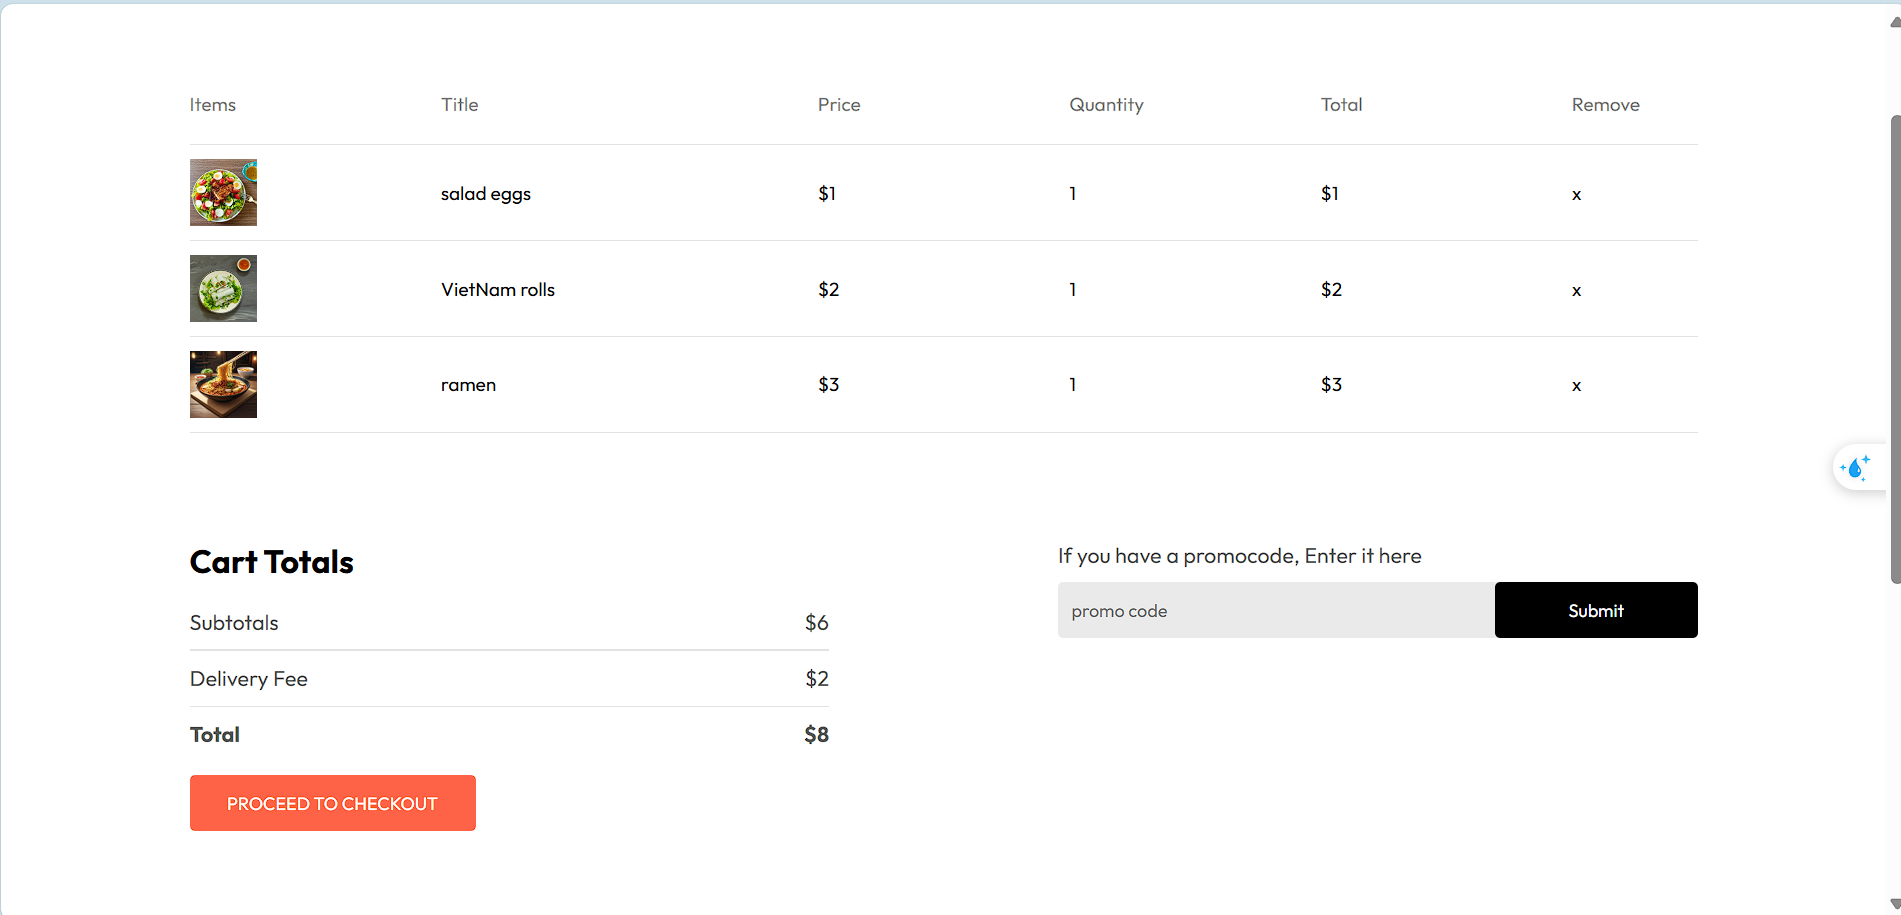 Items Title Price Quantity Total Remove
salad eggs $1 1 $1 x
VietNam rolls $2 1 $2 x
ramen $3 1 $3 x
Cart Totals
Subtotals $6
Delivery Fee $2
Total $8
PROCEED TO CHECKOUT
If you have a promocode, Enter it here
promo code Submit